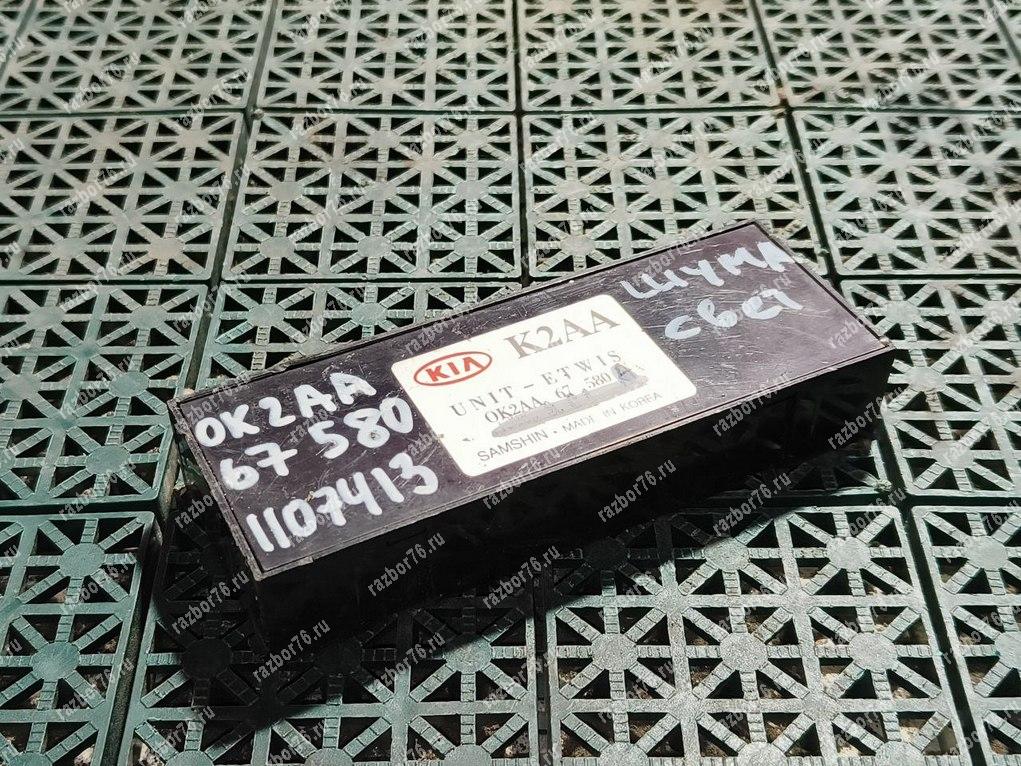 OK2AA
67 580
1107413
KIA
K2AA
UNIT - ETWIS
OK2AA 67 580 A
SAMSHIN - MADE IN KOREA
ШУМА
свет
razbor76.ru